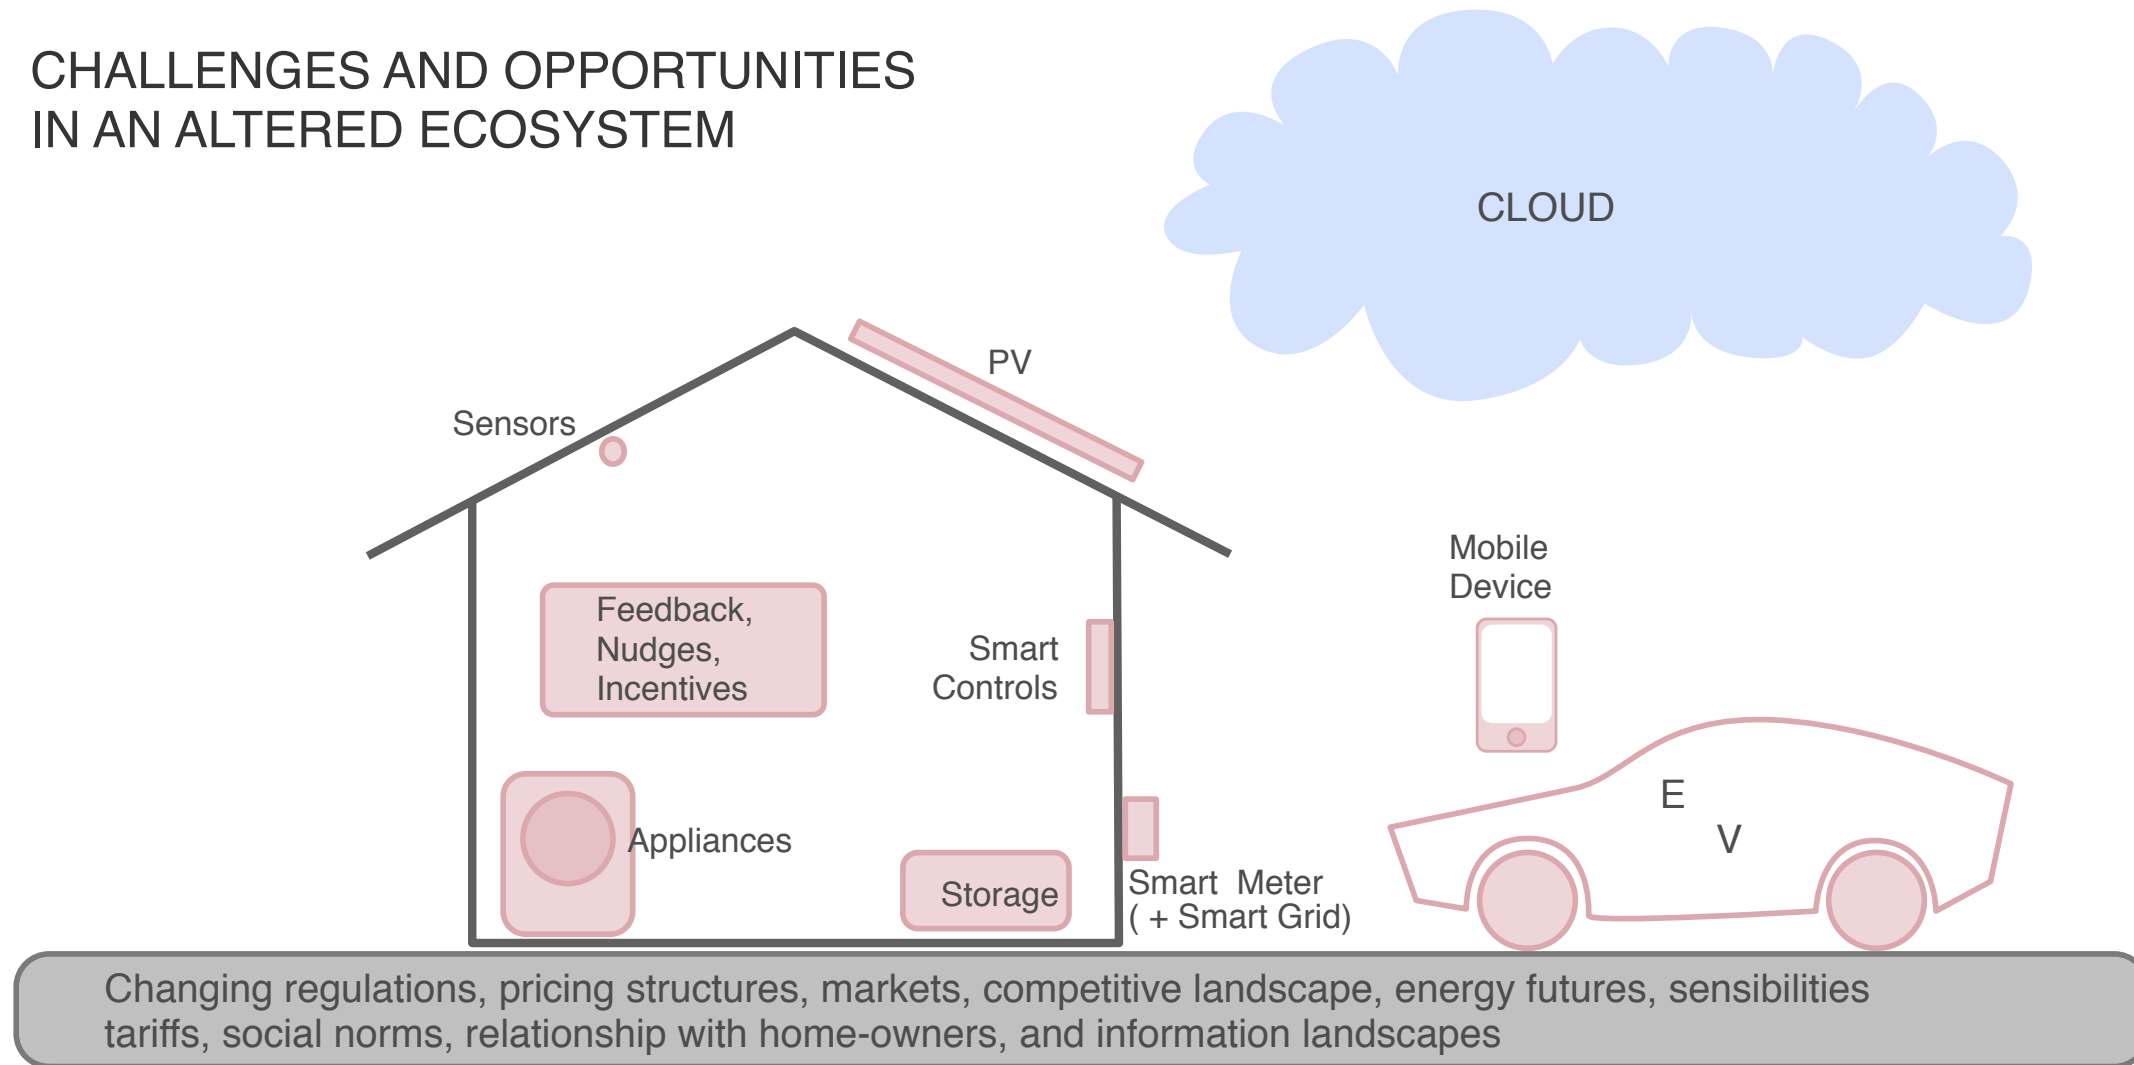 CHALLENGES AND OPPORTUNITIES
IN AN ALTERED ECOSYSTEM
CLOUD
PV
Sensors
Mobile
Device
Feedback,
Nudges,
Incentives
Smart
Controls
E
V
Appliances
Storage
Smart  Meter
( + Smart Grid)
Changing regulations, pricing structures, markets, competitive landscape, energy futures, sensibilities
tariffs, social norms, relationship with home-owners, and information landscapes